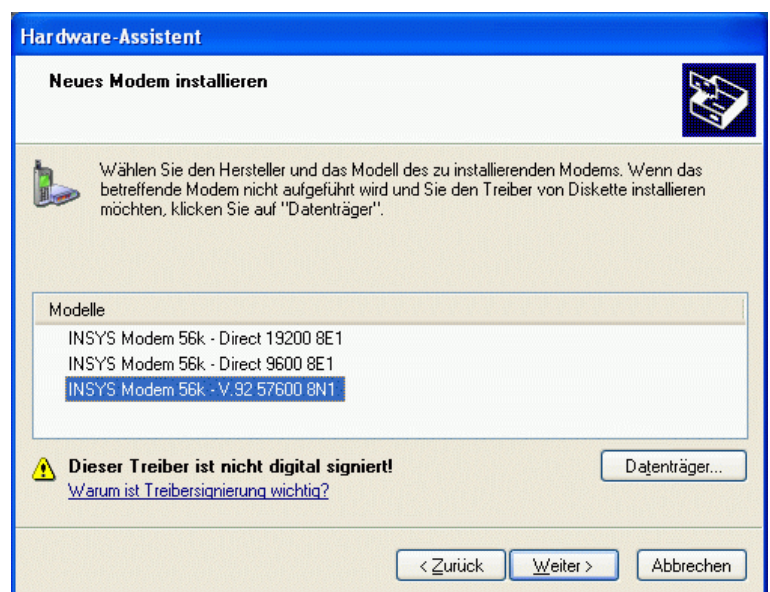 Hardware-Assistent
Neues Modem installieren
Wählen Sie den Hersteller und das Modell des zu installierenden Modems. Wenn das
betreffende Modem nicht aufgeführt wird und Sie den Treiber von Diskette installieren
möchten, klicken Sie auf "Datenträger".
Modelle
INSYS Modem 56k - Direct 19200 8E1
INSYS Modem 56k - Direct 9600 8E1
INSYS Modem 56k - V.92 57600 8N1
Dieser Treiber ist nicht digital signiert!
Datenträger...
Warum ist Treibersignierung wichtig?
< Zurück Weiter > Abbrechen